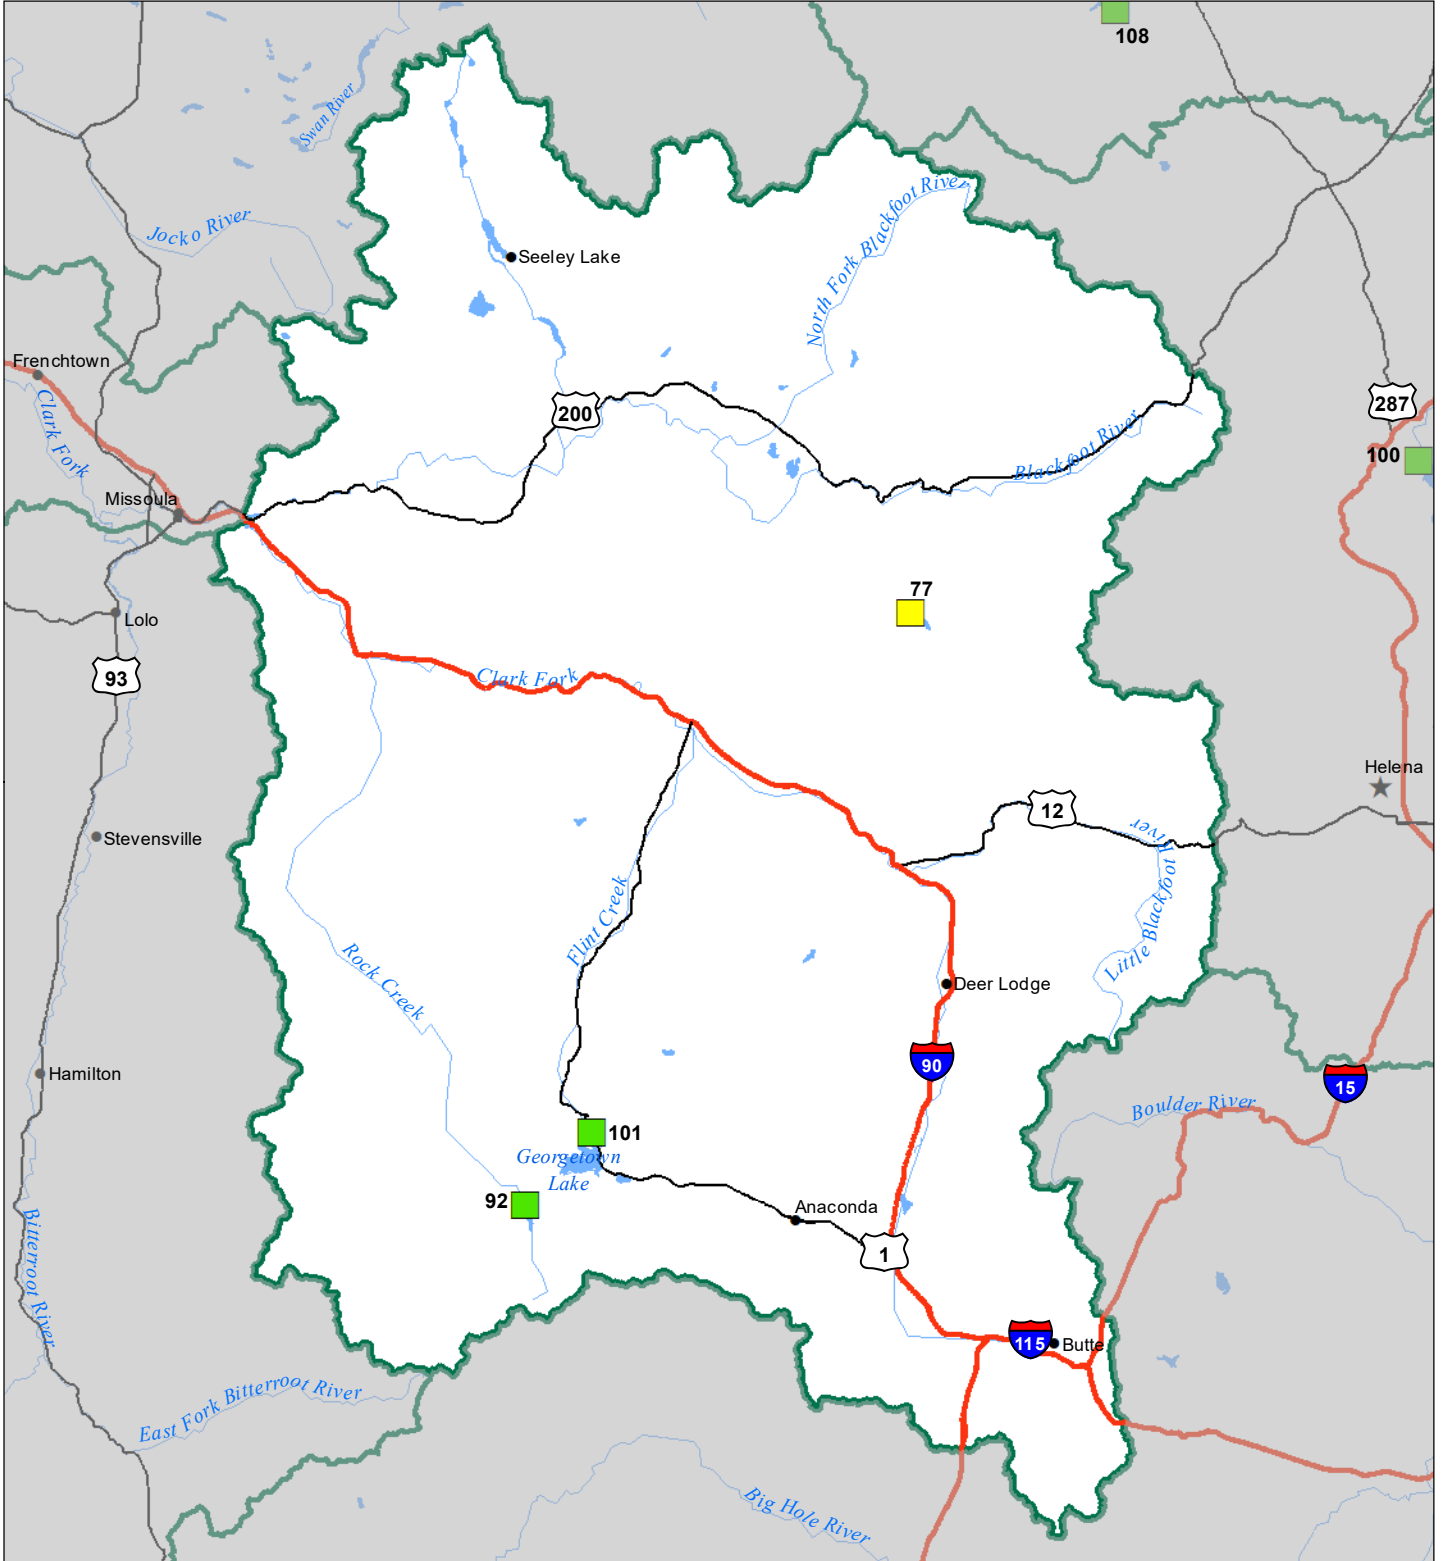 108
Swan River
North Fork Blackfoot River
Jocko River
Seeley Lake
Frenchtown
Clark Fork
200
287
100
Blackfoot River
Missoula
77
Lolo
93
Clark Fork
Helena
12
Little Blackfoot River
Stevensville
Flint Creek
Rock Creek
Deer Lodge
90
Hamilton
15
Boulder River
101
Georgetown
Lake
92
Anaconda
1
Bitterroot River
115
Butte
East Fork Bitterroot River
Big Hole River